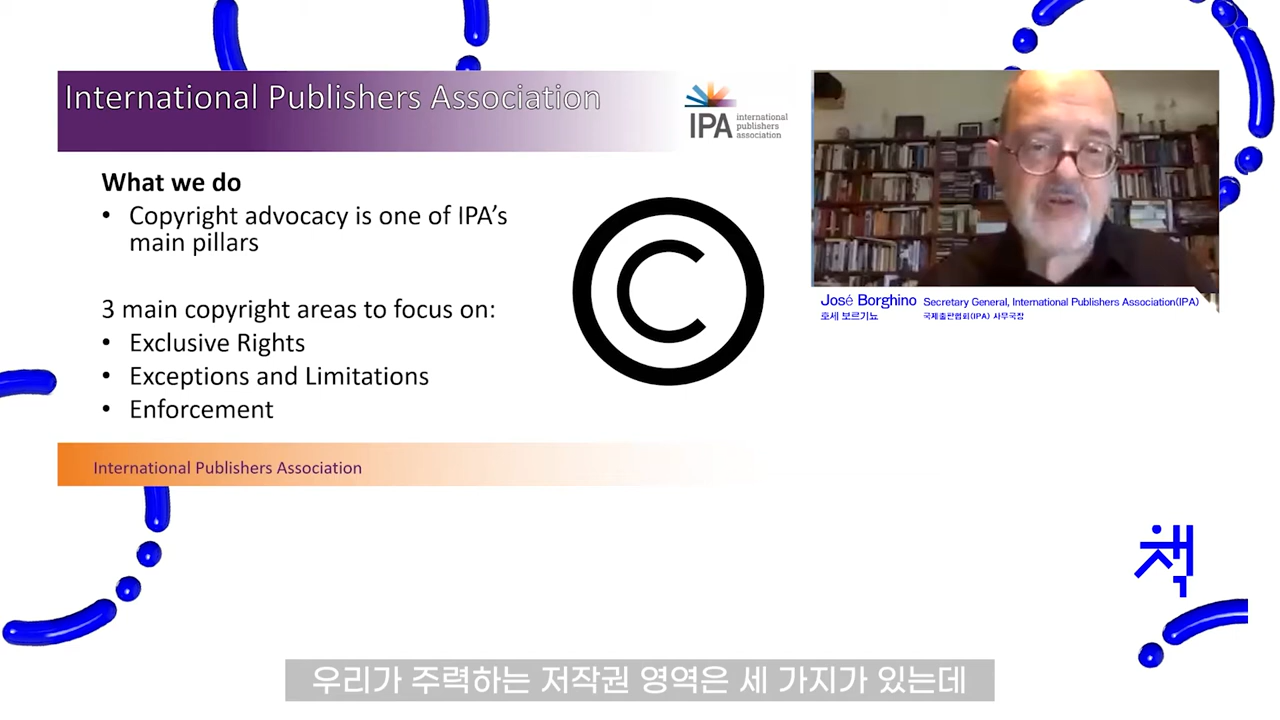 International Publishers Association
IPA international
publishers
association
What we do
• Copyright advocacy is one of IPA’s
main pillars
3 main copyright areas to focus on:
• Exclusive Rights
• Exceptions and Limitations
• Enforcement
©
International Publishers Association
José Borghino Secretary General, International Publishers Association(IPA)
호세 보르기뇨 국제출판협회(IPA) 사무국장
책
우리가 주력하는 저작권 영역은 세 가지가 있는데